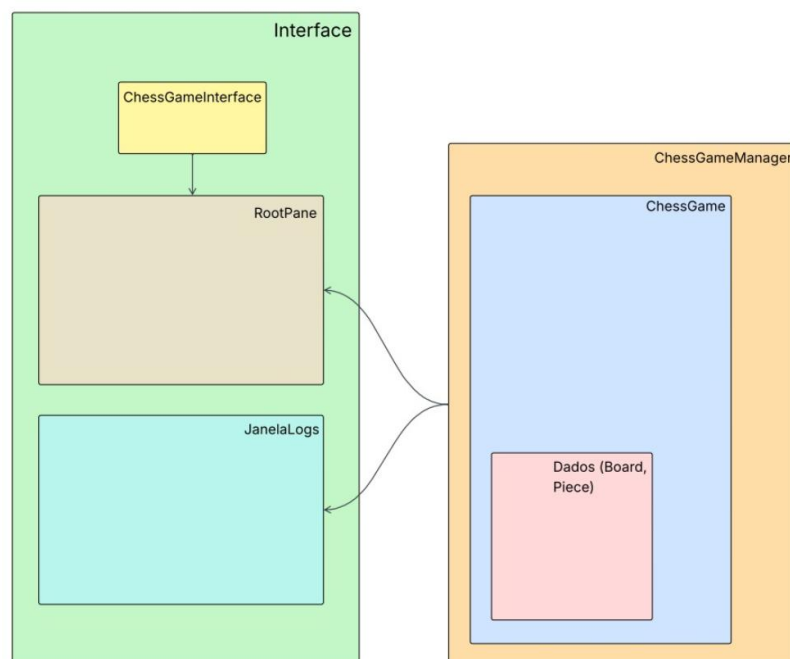 Interface
ChessGameInterface
RootPane
JanelaLogs
ChessGameManager
ChessGame
Dados (Board,
Piece)